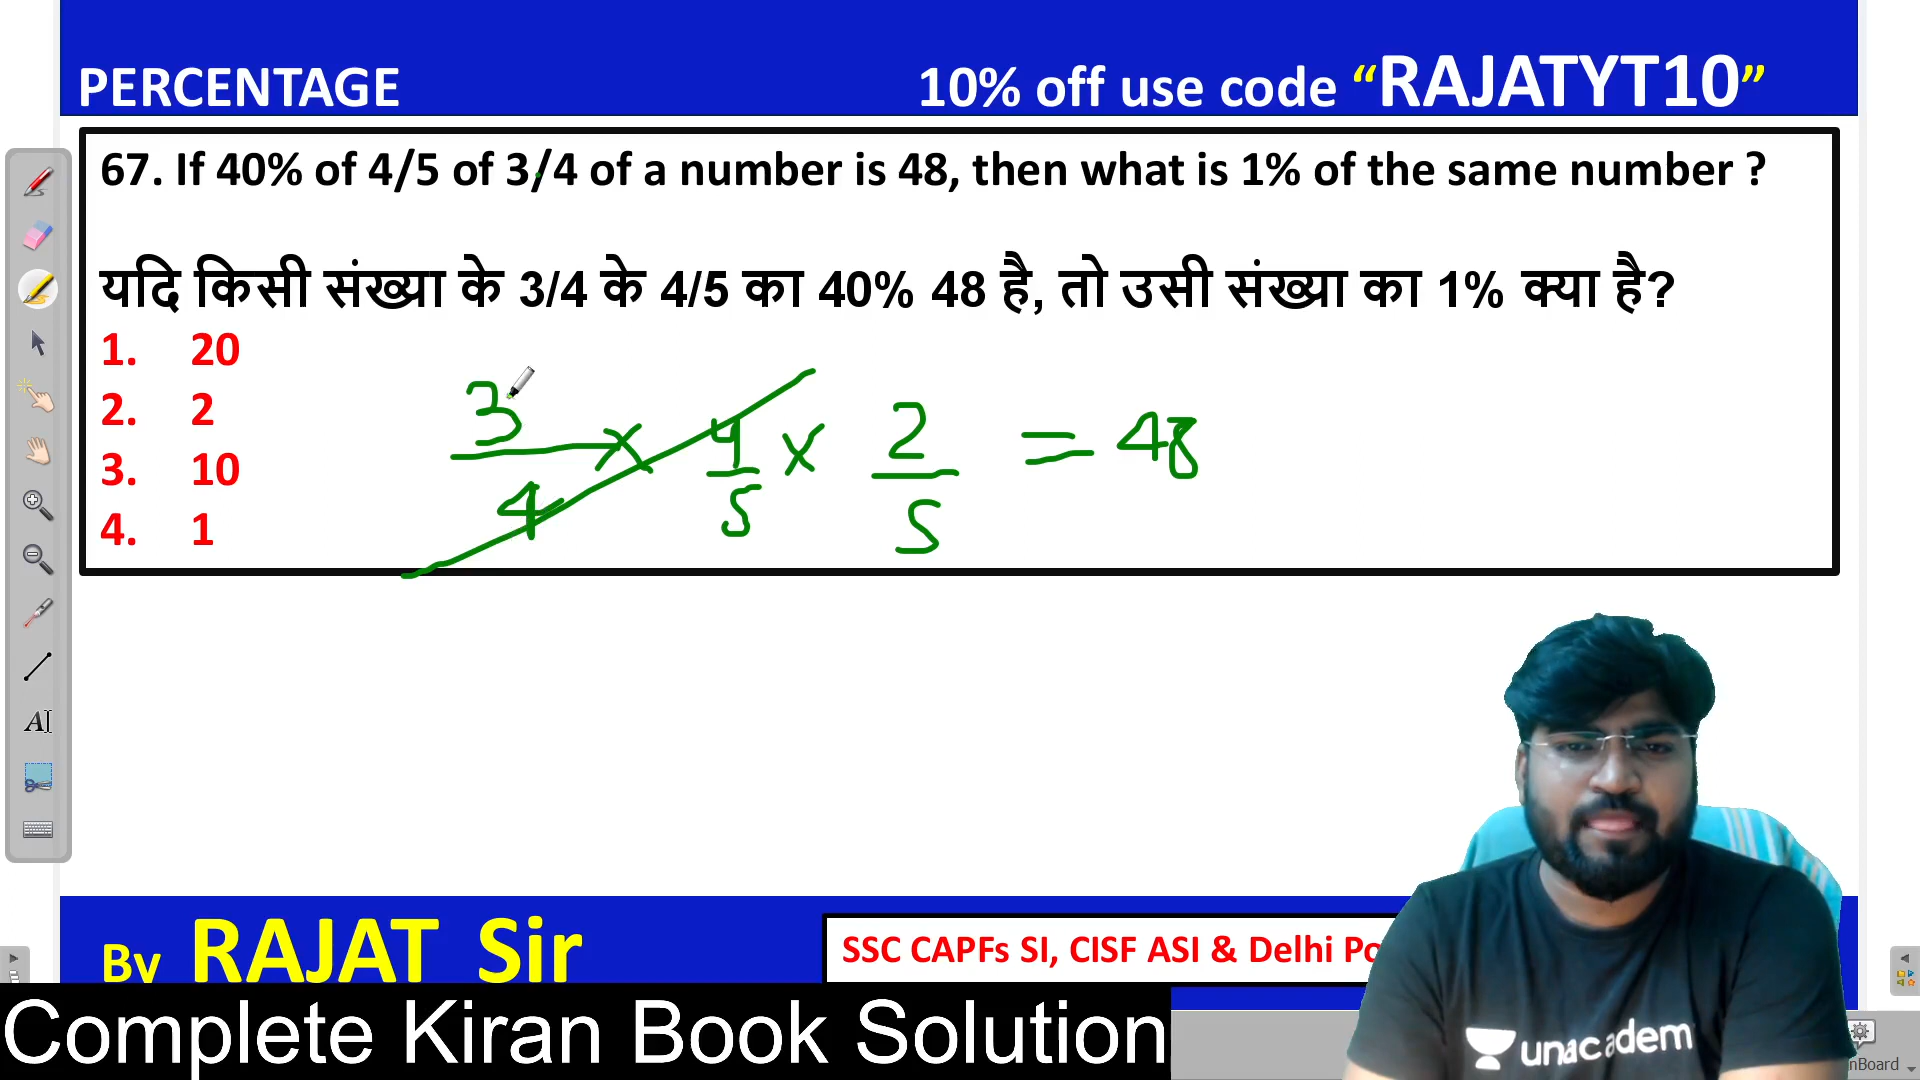 PERCENTAGE
10% off use code “RAJATYT10”
67. If 40% of 4/5 of 3/4 of a number is 48, then what is 1% of the same number ?
यदि किसी संख्या के 3/4 के 4/5 का 40% 48 है, तो उसी संख्या का 1% क्या है?
1. 20
2. 2
3. 10
4. 1
3/4 × 4/5 × 2/5 = 48
By RAJAT Sir
SSC CAPFs SI, CISF ASI & Delhi Po
Complete Kiran Book Solution
unacademy
nBoard